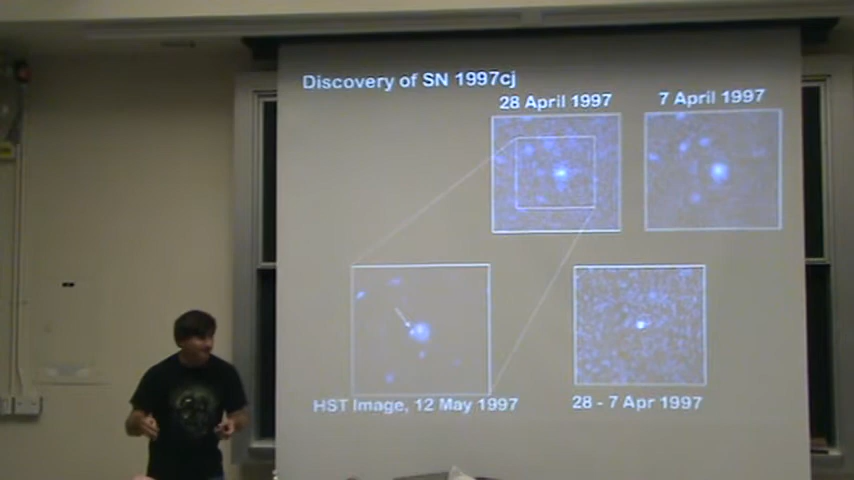 Discovery of SN 1997cj
28 April 1997
7 April 1997
HST Image, 12 May 1997
28 - 7 Apr 1997